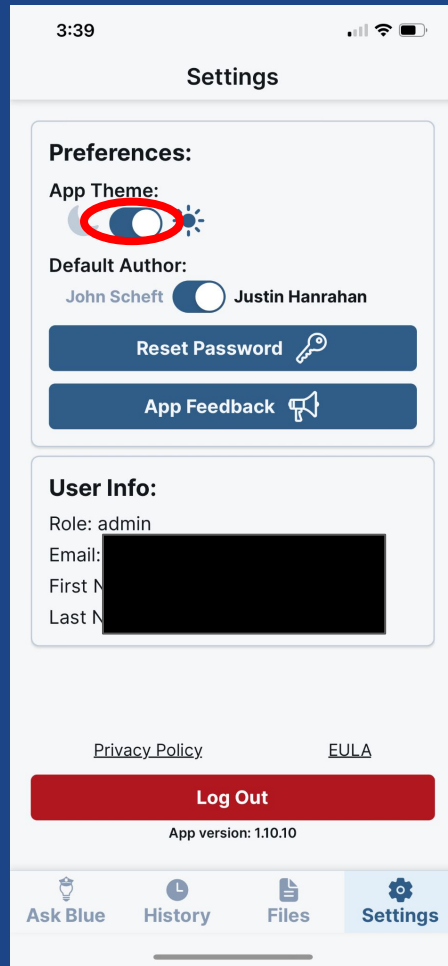 3:39
Settings
Preferences:
App Theme:
Default Author:
John Scheft Justin Hanrahan
Reset Password
App Feedback
User Info:
Role: admin
Email:
First
Last
Privacy Policy EULA
Log Out
App version: 1.10.10
Ask Blue History Files Settings